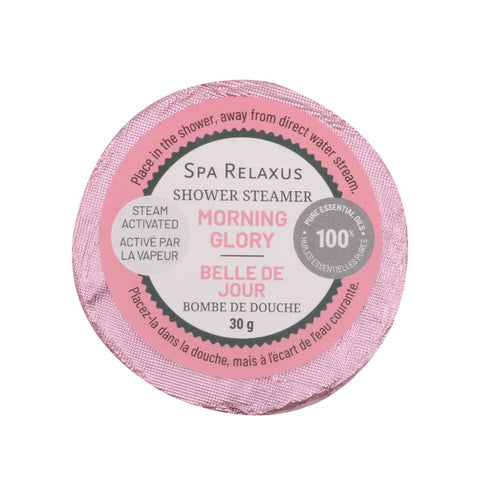 Place in the shower, away from direct water stream.
SPA RELAXUS
SHOWER STEAMER
MORNING
GLORY
BELLE DE
JOUR
BOMBE DE DOUCHE
30 g
STEAM
ACTIVATED
ACTIVÉ PAR
LA VAPEUR
PURE ESSENTIAL OILS
100%
HUILES ESSENTIELLES PURES
Placez-la dans la douche, mais à l'écart de l'eau courante.